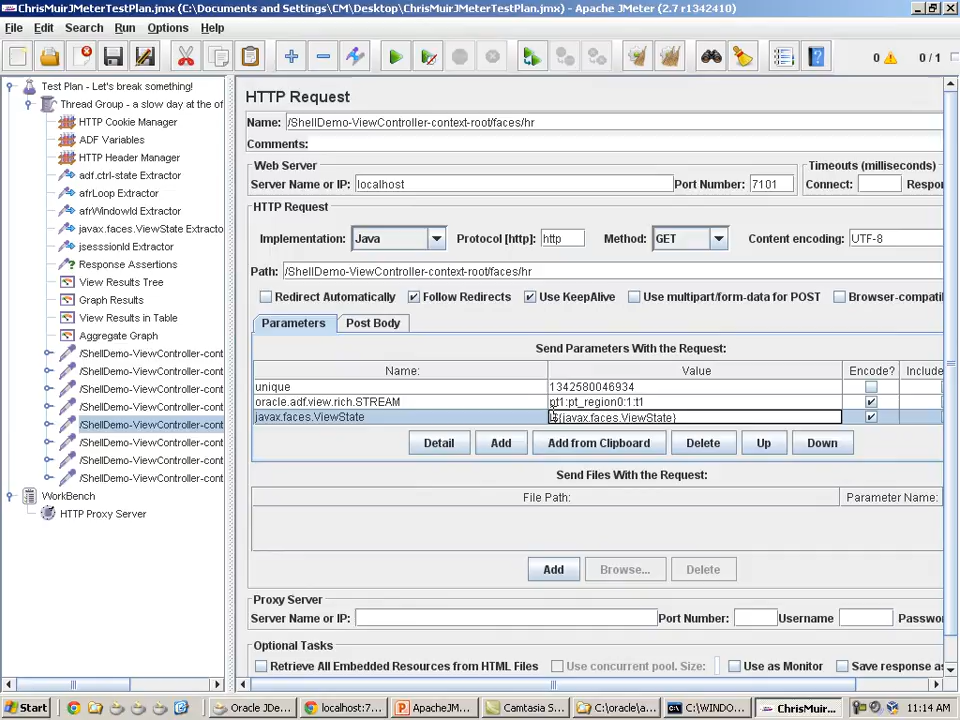 ChrisMuirJMeterTestPlan.jmx (C:\Documents and Settings\CM\Desktop\ChrisMuirJMeterTestPlan.jmx) - Apache JMeter (2.7 r1342410)
File Edit Search Run Options Help
0 0 / 1
Test Plan - Let's break something!
Thread Group - a slow day at the of
HTTP Cookie Manager
ADF Variables
HTTP Header Manager
adf.ctrl-state Extractor
afrLoop Extractor
afrWindowId Extractor
javax.faces.ViewState Extracto
jsesssionId Extractor
Response Assertions
View Results Tree
Graph Results
View Results in Table
Aggregate Graph
/ShellDemo-ViewController-cont
/ShellDemo-ViewController-cont
/ShellDemo-ViewController-cont
/ShellDemo-ViewController-cont
/ShellDemo-ViewController-cont
/ShellDemo-ViewController-cont
/ShellDemo-ViewController-cont
/ShellDemo-ViewController-cont
WorkBench
HTTP Proxy Server
HTTP Request
Name: /ShellDemo-ViewController-context-root/faces/hr
Comments:
Web Server
Timeouts (milliseconds)
Server Name or IP: localhost Port Number: 7101 Connect: Respo
HTTP Request
Implementation: Java Protocol [http]: http Method: GET Content encoding: UTF-8
Path: /ShellDemo-ViewController-context-root/faces/hr
Redirect Automatically Follow Redirects Use KeepAlive Use multipart/form-data for POST Browser-compati
Parameters Post Body
Send Parameters With the Request:
Name: Value Encode? Include
unique 1342580046934
oracle.adf.view.rich.STREAM pt1:pt_region0:1:t1
javax.faces.ViewState ${javax.faces.ViewState}
Detail Add Add from Clipboard Delete Up Down
Send Files With the Request:
File Path: Parameter Name:
Add Browse... Delete
Proxy Server
Server Name or IP: Port Number: Username Passwo
Optional Tasks
Retrieve All Embedded Resources from HTML Files Use concurrent pool. Size: Use as Monitor Save response as
Start Oracle JDe... localhost:7... ApacheJM... Camtasia S... C:\oracle\a... C:\WINDO... ChrisMuir... 11:14 AM